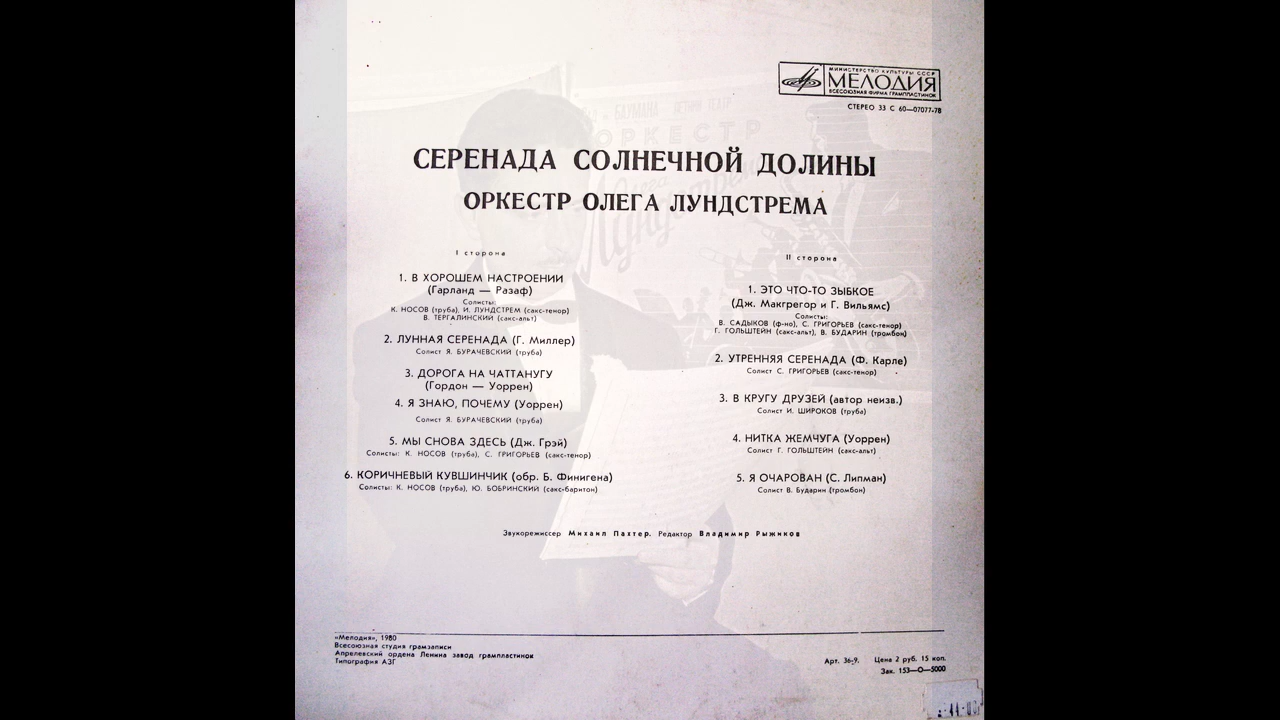 МИНИСТЕРСТВО КУЛЬТУРЫ СССР
МЕЛОДИЯ
ВСЕСОЮЗНАЯ ФИРМА ГРАМПЛАСТИНОК
СТЕРЕО 33 С 60—07077-78
БАУМАНА ЛЕТНИЙ ТЕАТР
ОРКЕСТР
СЕРЕНАДА СОЛНЕЧНОЙ ДОЛИНЫ
ОРКЕСТР ОЛЕГА ЛУНДСТРЕМА
I сторона
1. В ХОРОШЕМ НАСТРОЕНИИ
(Гарланд — Разаф)
Солисты:
К. НОСОВ (труба), И. ЛУНДСТРЕМ (сакс-тенор)
В. ТЕРГАЛИНСКИЙ (сакс-альт)
2. ЛУННАЯ СЕРЕНАДА (Г. Миллер)
Солист Я. БУРАЧЕВСКИЙ (труба)
3. ДОРОГА НА ЧАТТАНУГУ
(Гордон — Уоррен)
4. Я ЗНАЮ, ПОЧЕМУ (Уоррен)
Солист Я. БУРАЧЕВСКИЙ (труба)
5. МЫ СНОВА ЗДЕСЬ (Дж. Грэй)
Солисты: К. НОСОВ (труба), С. ГРИГОРЬЕВ (сакс-тенор)
6. КОРИЧНЕВЫЙ КУВШИНЧИК (обр. Б. Финигена)
Солисты: К. НОСОВ (труба), Ю. БОБРИНСКИЙ (сакс-баритон)
II сторона
1. ЭТО ЧТО-ТО ЗЫБКОЕ
(Дж. Макгрегор и Г. Вильямс)
Солисты:
В. САДЫКОВ (ф-но), С. ГРИГОРЬЕВ (сакс-тенор)
Г. ГОЛЬШТЕЙН (сакс-альт), В. БУДАРИН (тромбон)
2. УТРЕННЯЯ СЕРЕНАДА (Ф. Карле)
Солист С. ГРИГОРЬЕВ (сакс-тенор)
3. В КРУГУ ДРУЗЕЙ (автор неизв.)
Солист И. ШИРОКОВ (труба)
4. НИТКА ЖЕМЧУГА (Уоррен)
Солист Г. ГОЛЬШТЕЙН (сакс-альт)
5. Я ОЧАРОВАН (С. Липман)
Солист В. Бударин (тромбон)
Звукорежиссер Михаил Пахтер. Редактор Владимир Рыжиков
«Мелодия», 1980
Всесоюзная студия грамзаписи
Апрелевский ордена Ленина завод грампластинок
Типография АЗГ
Арт. 36-9. Цена 2 руб. 15 коп.
Зак. 153—О—5000